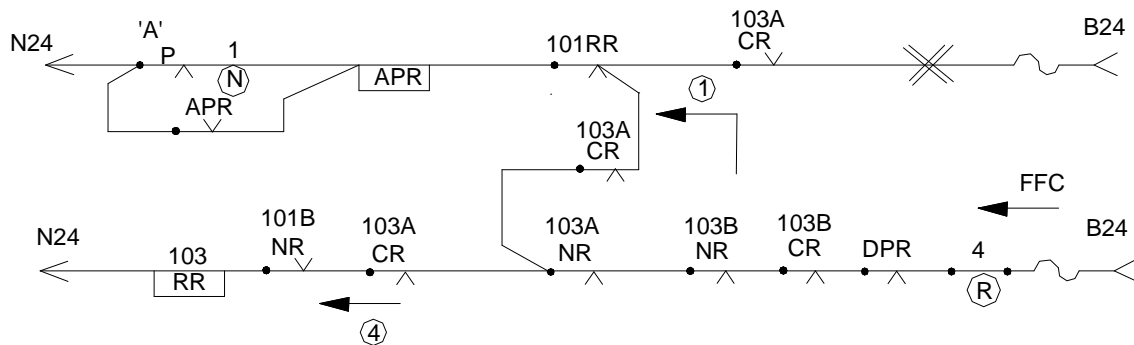 N24
'A'
P
1
N
APR
APR
101RR
103A
CR
B24
1
103A
CR
FFC
N24
103
RR
101B
NR
103A
CR
103A
NR
103B
NR
103B
CR
DPR
4
R
B24
4